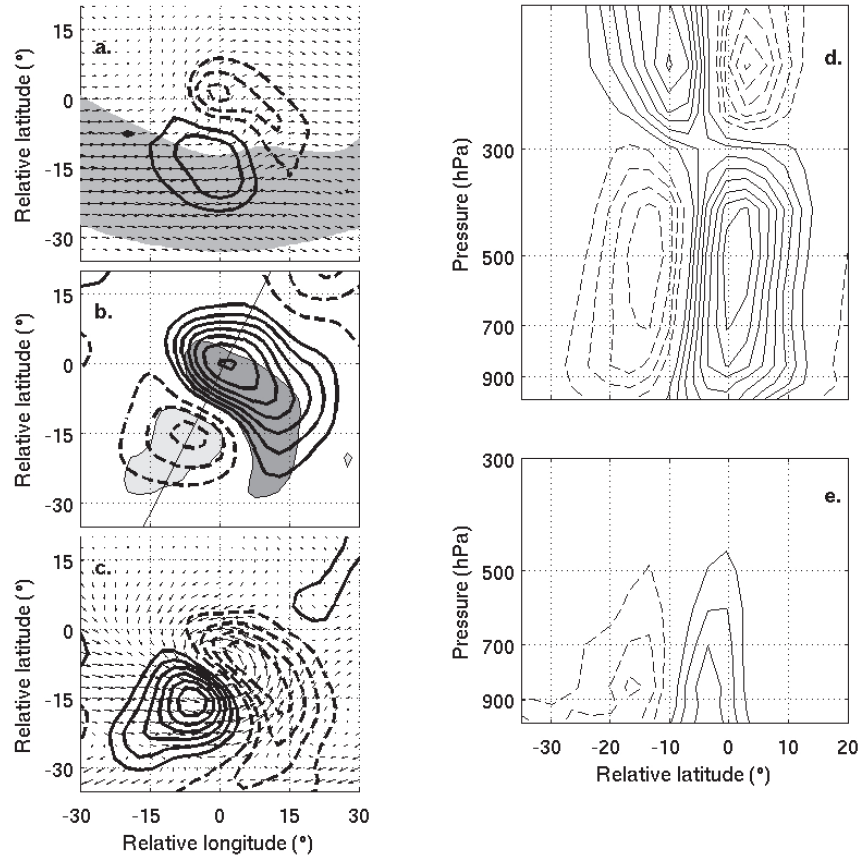 a.
Relative latitude (°)
15
0
-15
-30
b.
Relative latitude (°)
15
0
-15
-30
c.
Relative latitude (°)
15
0
-15
-30
-30 -15 0 15 30
Relative longitude (°)
d.
Pressure (hPa)
300
500
700
900
e.
Pressure (hPa)
300
500
700
900
-30 -20 -10 0 10 20
Relative latitude (°)